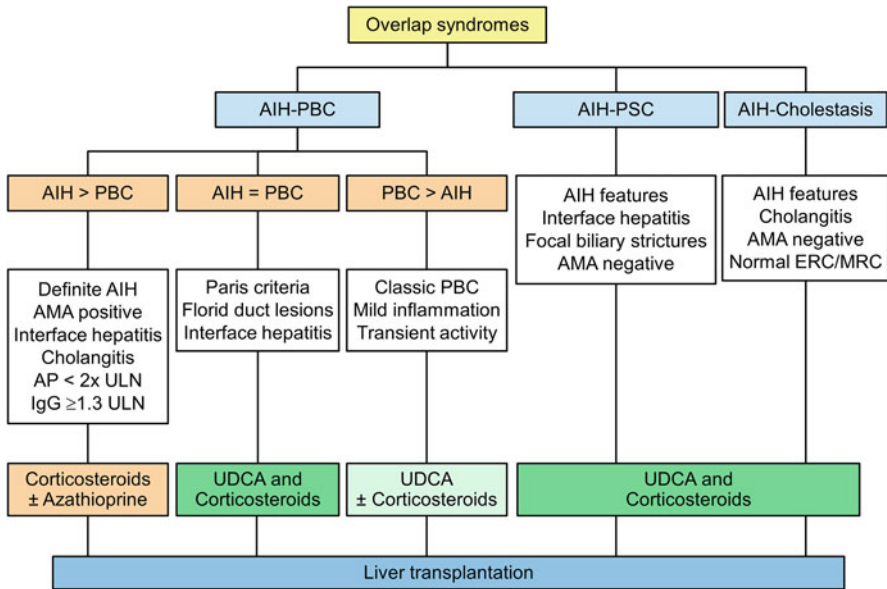 Overlap syndromes
AIH-PBC
AIH-PSC
AIH-Cholestasis
AIH > PBC
AIH = PBC
PBC > AIH
AIH features
Interface hepatitis
Focal biliary strictures
AMA negative
AIH features
Cholangitis
AMA negative
Normal ERC/MRC
Definite AIH
AMA positive
Interface hepatitis
Cholangitis
AP < 2x ULN
IgG ≥1.3 ULN
Paris criteria
Florid duct lesions
Interface hepatitis
Classic PBC
Mild inflammation
Transient activity
Corticosteroids
± Azathioprine
UDCA and
Corticosteroids
UDCA
± Corticosteroids
UDCA and
Corticosteroids
Liver transplantation